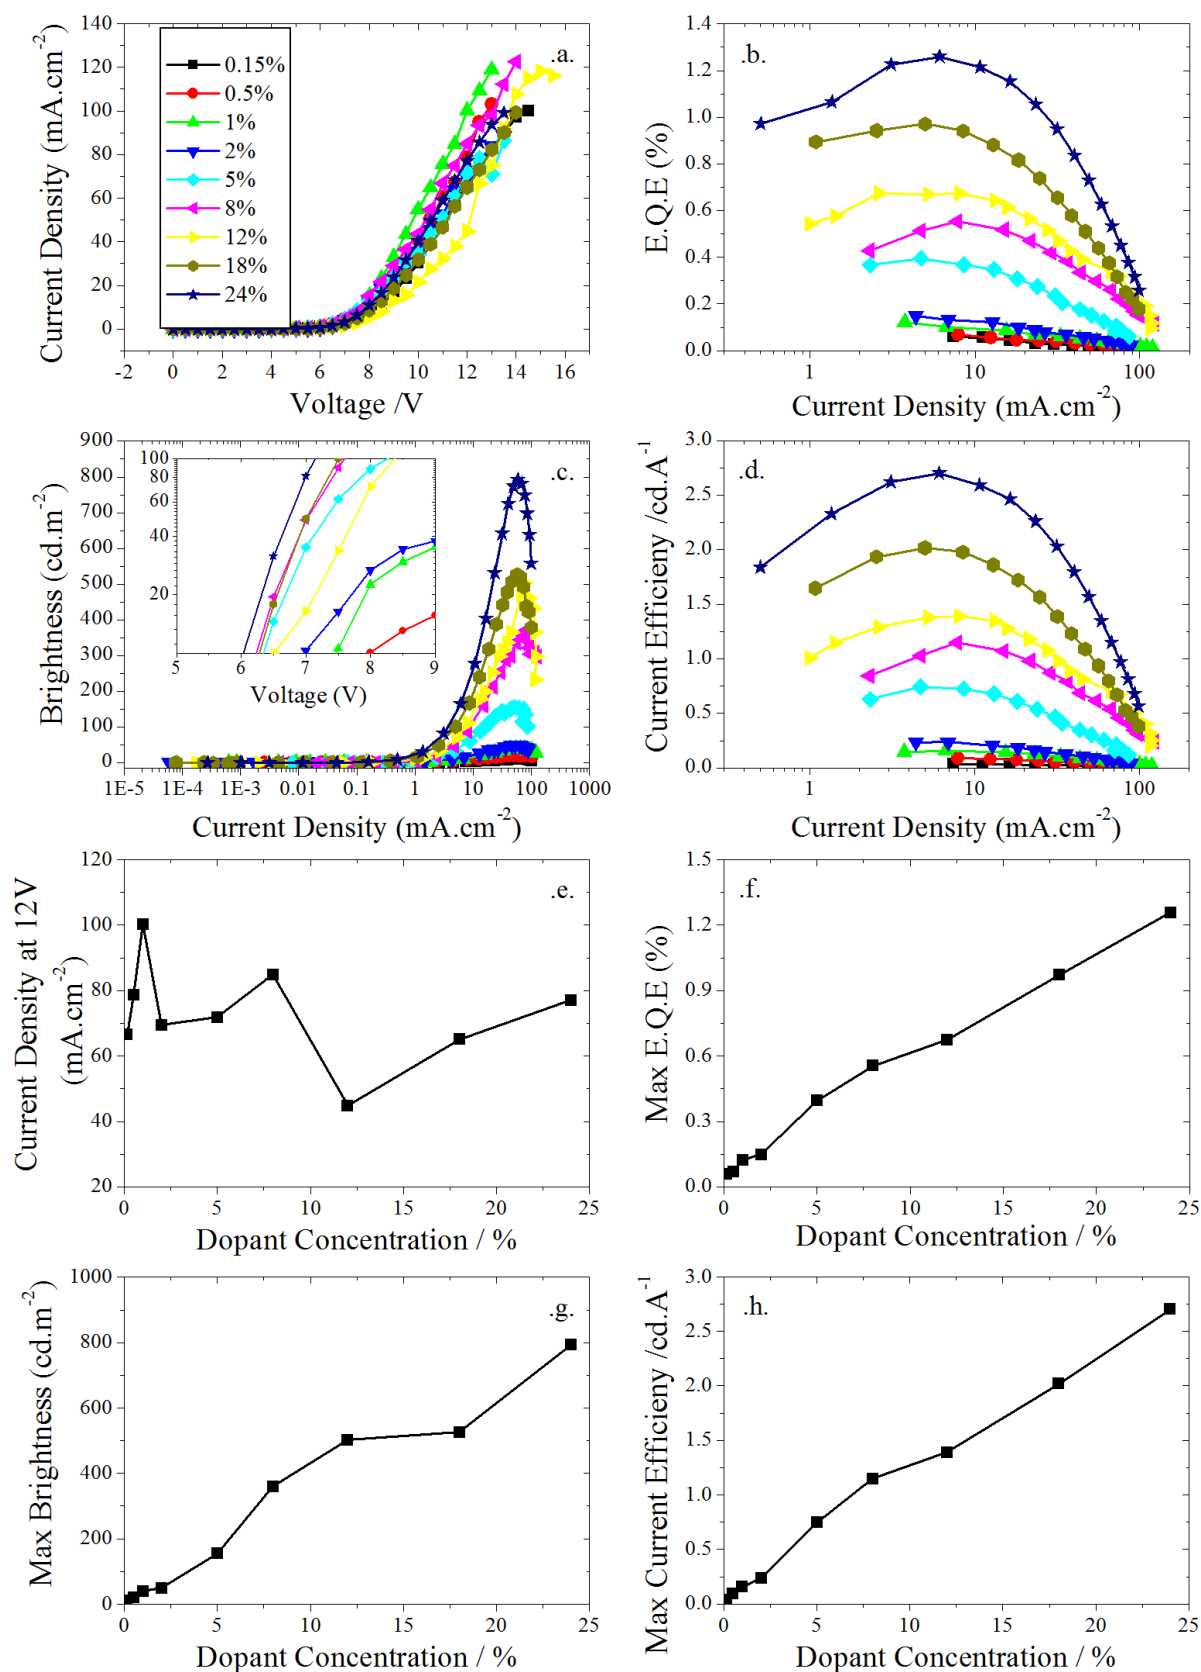 .a.
Current Density (mA.cm-2)
140
120
100
80
60
40
20
0
0.15%
0.5%
1%
2%
5%
8%
12%
18%
24%
-2 0 2 4 6 8 10 12 14 16
Voltage /V
.b.
E.Q.E (%)
1.4
1.2
1.0
0.8
0.6
0.4
0.2
0.0
1 10 100
Current Density (mA.cm-2)
.c.
Brightness (cd.m-2)
900
800
700
600
500
400
300
200
100
0
100
80
60
40
20
5 6 7 8 9
Voltage (V)
1E-5 1E-4 1E-3 0.01 0.1 1 10 100 1000
Current Density (mA.cm-2)
.d.
Current Efficieny /cd.A-1
3.0
2.5
2.0
1.5
1.0
0.5
0.0
1 10 100
Current Density (mA.cm-2)
.e.
Current Density at 12V
(mA.cm-2)
120
100
80
60
40
20
0 5 10 15 20 25
Dopant Concentration / %
.f.
Max E.Q.E (%)
1.5
1.2
0.9
0.6
0.3
0.0
0 5 10 15 20 25
Dopant Concentration / %
.g.
Max Brightness (cd.m-2)
1000
800
600
400
200
0
0 5 10 15 20 25
Dopant Concentration / %
.h.
Max Current Efficieny /cd.A-1
3.0
2.5
2.0
1.5
1.0
0.5
0.0
0 5 10 15 20 25
Dopant Concentration / %